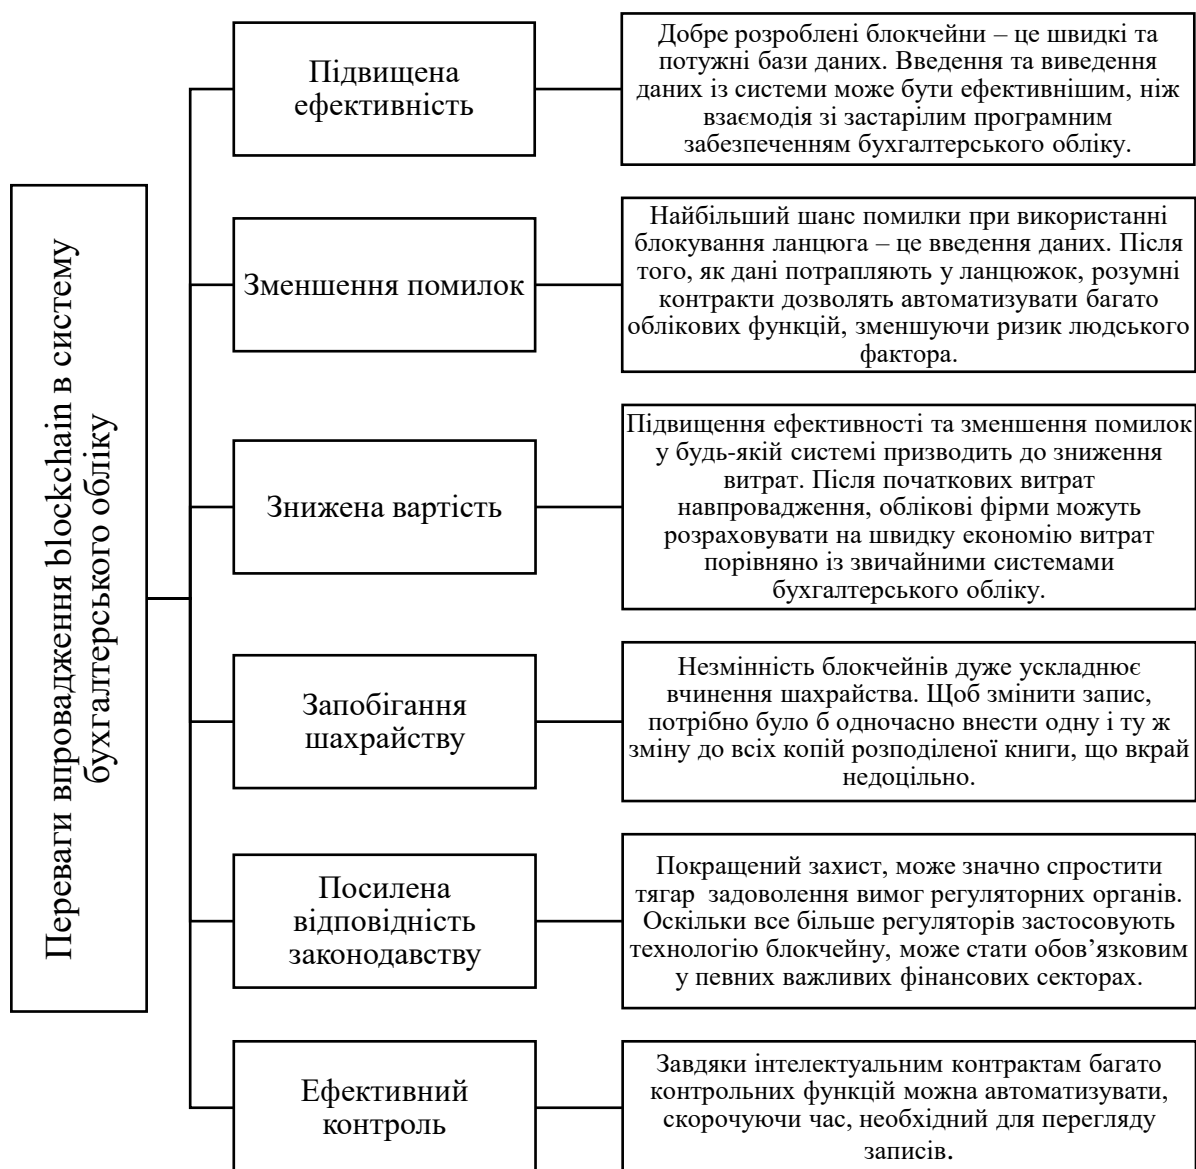 Переваги впровадження blockchain в систему
бухгалтерського обліку
Підвищена
ефективність
Добре розроблені блокчейни – це швидкі та
потужні бази даних. Введення та виведення
даних із системи може бути ефективнішим, ніж
взаємодія зі застарілим програмним
забезпеченням бухгалтерського обліку.
Зменшення помилок
Найбільший шанс помилки при використанні
блокування ланцюга – це введення даних. Після
того, як дані потрапляють у ланцюжок, розумні
контракти дозволять автоматизувати багато
облікових функцій, зменшуючи ризик людського
фактора.
Знижена вартість
Підвищення ефективності та зменшення помилок
у будь-якій системі призводить до зниження
витрат. Після початкових витрат
навпровадження, облікові фірми можуть
розраховувати на швидку економію витрат
порівняно із звичайними системами
бухгалтерського обліку.
Запобігання
шахрайству
Незмінність блокчейнів дуже ускладнює
вчинення шахрайства. Щоб змінити запис,
потрібно було б одночасно внести одну і ту ж
зміну до всіх копій розподіленої книги, що вкрай
недоцільно.
Посилена
відповідність
законодавству
Покращений захист, може значно спростити
тягар задоволення вимог регуляторних органів.
Оскільки все більше регуляторів застосовують
технологію блокчейну, може стати обов’язковим
у певних важливих фінансових секторах.
Ефективний
контроль
Завдяки інтелектуальним контрактам багато
контрольних функцій можна автоматизувати,
скорочуючи час, необхідний для перегляду
записів.